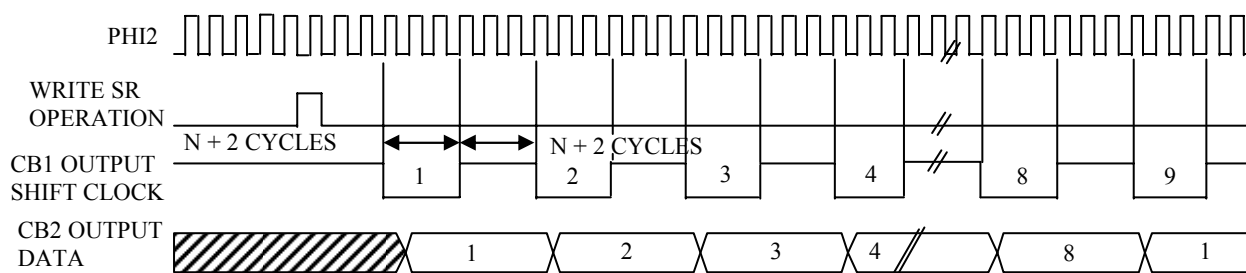 PHI2
WRITE SR
OPERATION
N + 2 CYCLES
N + 2 CYCLES
CB1 OUTPUT
SHIFT CLOCK
1
2
3
4
8
9
CB2 OUTPUT
DATA
1
2
3
4
8
1